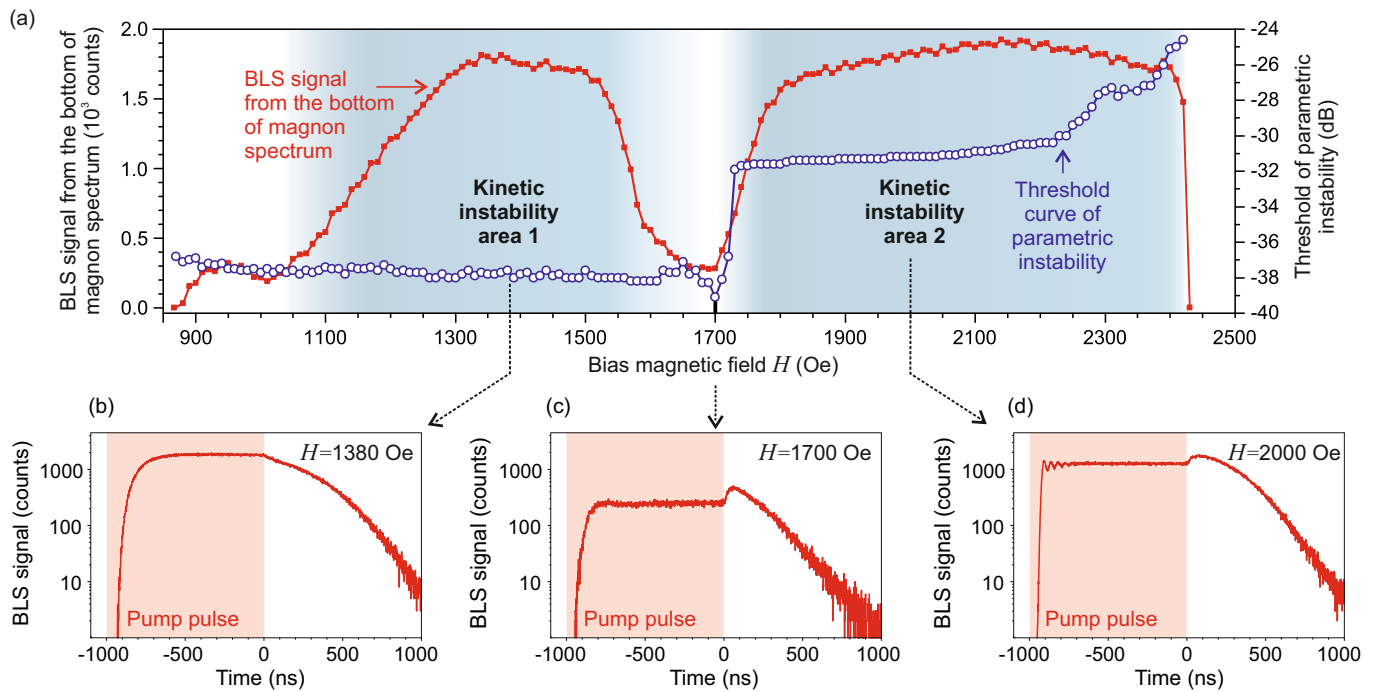 (a)
BLS signal from the bottom of
magnon spectrum (10³ counts)
2.0
1.5
1.0
0.5
0.0
BLS signal
from the bottom
of magnon
spectrum
Kinetic
instability
area 1
Kinetic
instability
area 2
Threshold
curve of
parametric
instability
-24
-26
-28
-30
-32
-34
-36
-38
-40
Threshold of parametric
instability (dB)
900 1100 1300 1500 1700 1900 2100 2300 2500
Bias magnetic field H (Oe)
(b)
BLS signal (counts)
1000
100
10
H=1380 Oe
Pump pulse
-1000 -500 0 500 1000
Time (ns)
(c)
BLS signal (counts)
1000
100
10
H=1700 Oe
Pump pulse
-1000 -500 0 500 1000
Time (ns)
(d)
BLS signal (counts)
1000
100
10
H=2000 Oe
Pump pulse
-1000 -500 0 500 1000
Time (ns)